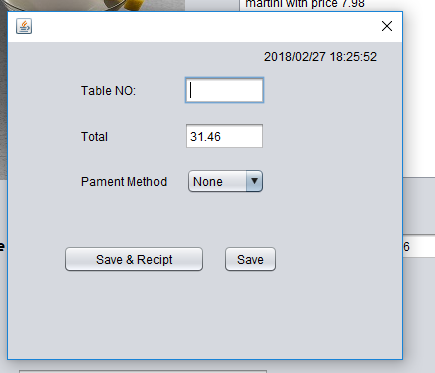 martini with price 7.98
2018/02/27 18:25:52
Table NO:
Total 31.46
Pament Method None
Save & Recipt Save